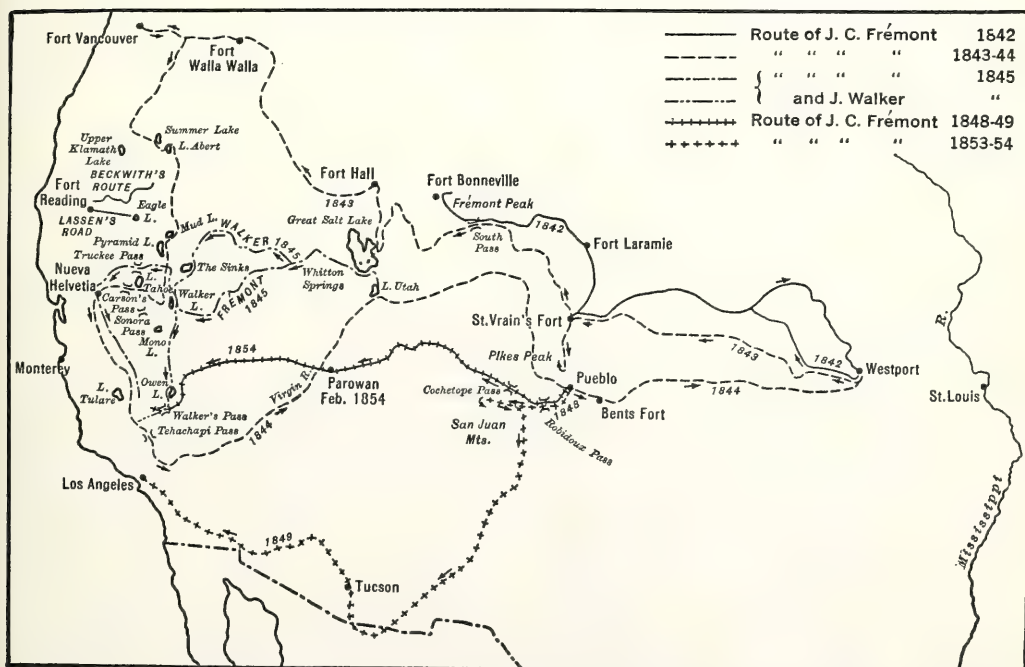 Route of J. C. Frémont 1842
" " " " 1843-44
{ " " " " 1845
and J. Walker "
Route of J. C. Frémont 1848-49
" " " " 1853-54
Fort Vancouver
Fort
Walla Walla
Summer Lake
L. Abert
Upper
Klamath
Lake
BECKWITH'S
ROUTE
Fort
Reading
Eagle
L.
LASSEN'S
ROAD
Mud L.
WALKER 1845
Pyramid L.
Truckee Pass
Nueva
Helvetia
The Sinks
L.
Tahoe
Walker
L.
FRÉMONT
1845
Carson's
Pass
Sonora
Pass
Mono
L.
Monterey
L.
Tulare
Owen
L.
Walker's Pass
Tehachapi Pass
Los Angeles
Fort Hall
1843
Great Salt Lake
Whitton
Springs
L. Utah
Fort Bonneville
Frémont Peak
1842
South
Pass
Fort Laramie
St. Vrain's Fort
Pikes Peak
Pueblo
Bents Fort
1843
1842
1844
Westport
St. Louis
Mississippi
R.
1854
Parowan
Feb. 1854
Virgin R.
1844
Cochetope Pass
1848
San Juan
Mts.
Robidoux Pass
1849
Tucson